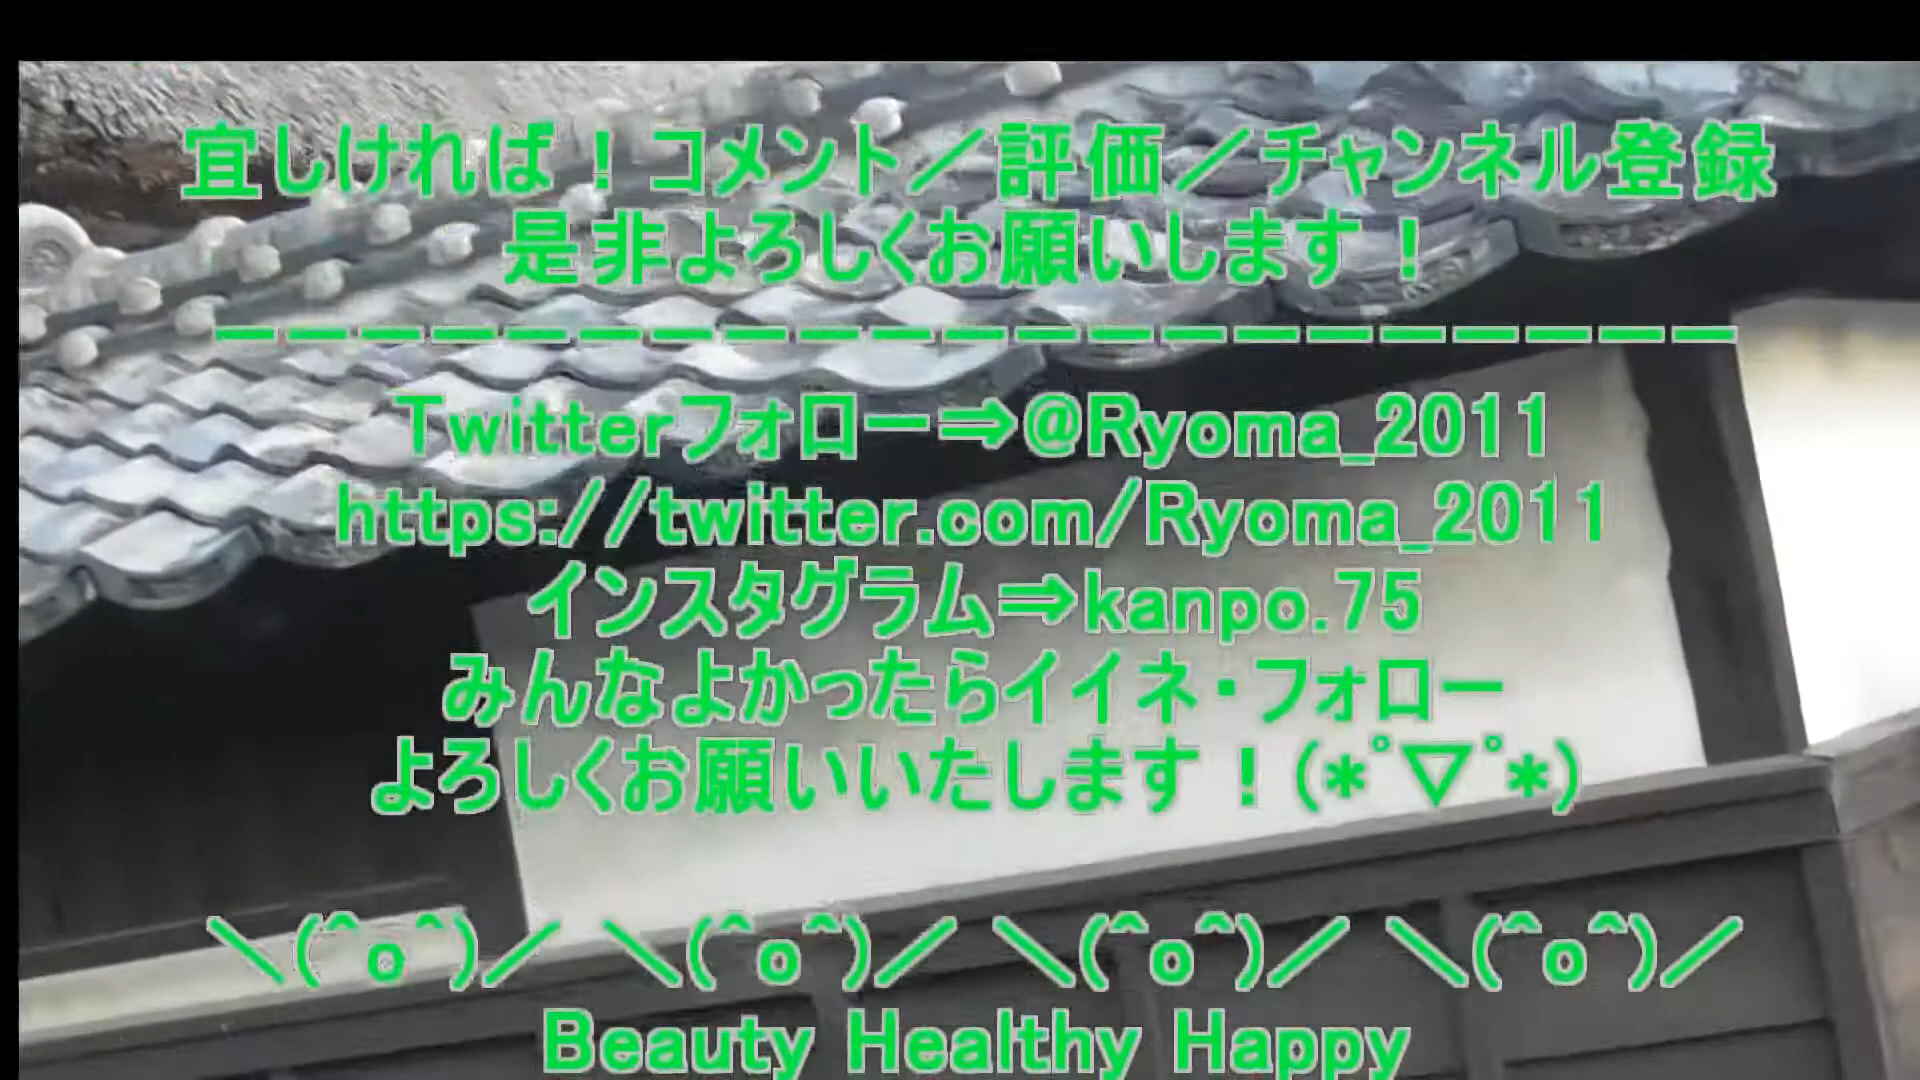 宜しければ！コメント／評価／チャンネル登録
是非よろしくお願いします！
ーーーーーーーーーーーーーーーーーーーーー
Twitterフォロー⇒@Ryoma_2011
https://twitter.com/Ryoma_2011
インスタグラム⇒kanpo.75
みんなよかったらイイネ・フォロー
よろしくお願いいたします！(*ﾟ▽ﾟ*)
＼(^o^)／ ＼(^o^)／ ＼(^o^)／ ＼(^o^)／
Beauty Healthy Happy